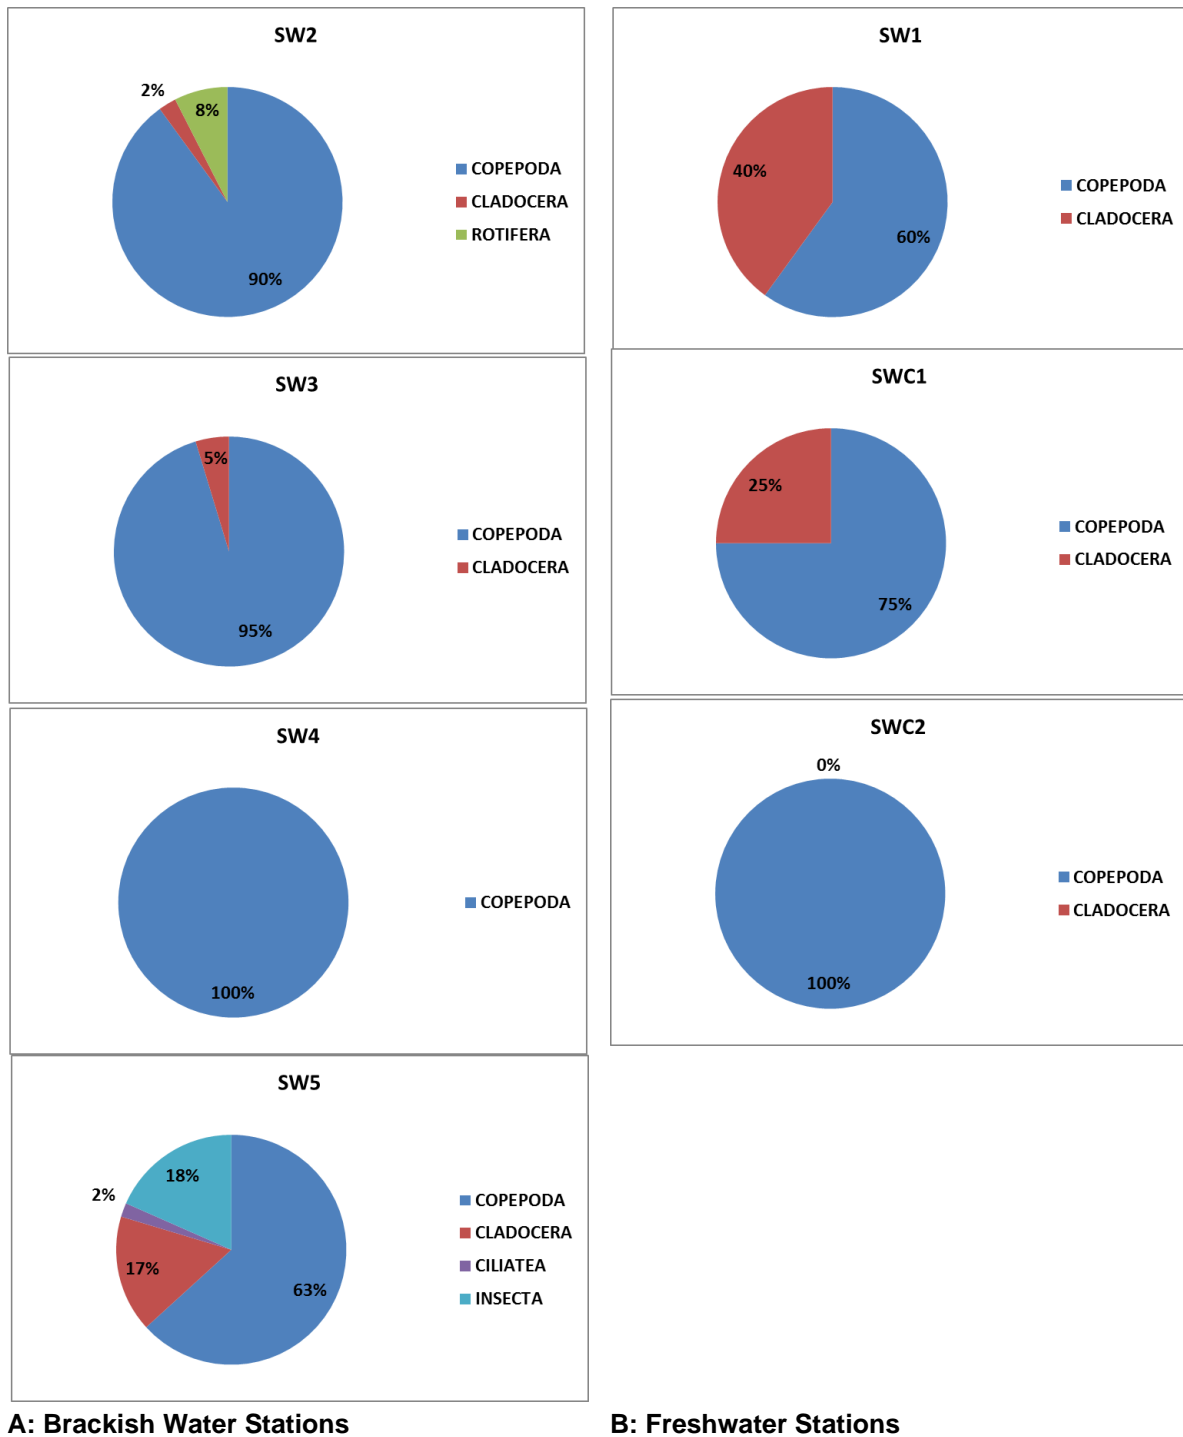 SW2
2%
8%
90%
COPEPODA
CLADOCERA
ROTIFERA
SW3
5%
95%
COPEPODA
CLADOCERA
SW4
100%
COPEPODA
SW5
18%
2%
17%
63%
COPEPODA
CLADOCERA
CILIATEA
INSECTA
A: Brackish Water Stations
SW1
40%
60%
COPEPODA
CLADOCERA
SWC1
25%
75%
COPEPODA
CLADOCERA
SWC2
0%
100%
COPEPODA
CLADOCERA
B: Freshwater Stations